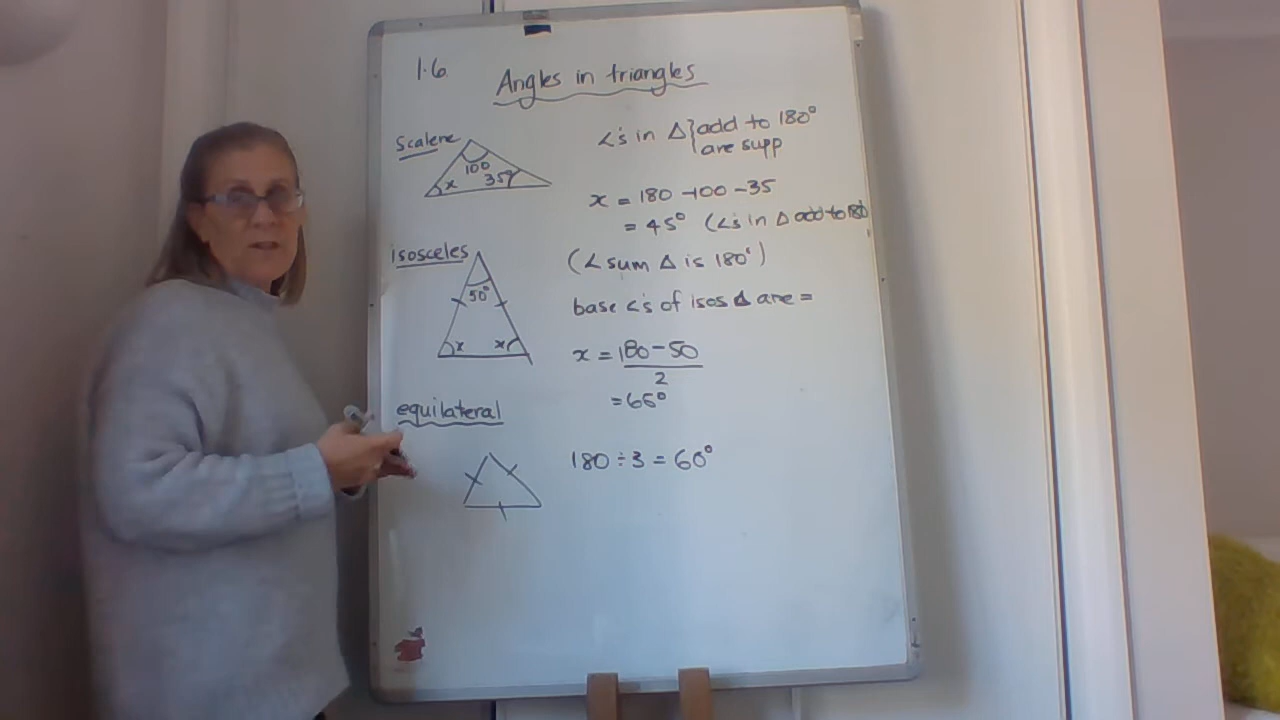 1.6
Angles in triangles
Scalene
100
x
35°
∠'s in △ } add to 180°
are supp
x = 180 - 100 - 35
= 45° (∠'s in △ add to 180
isosceles
50°
x
x
(∠ sum △ is 180°)
base ∠'s of isos △ are =
x = 180 - 50
2
= 65°
equilateral
180 ÷ 3 = 60°